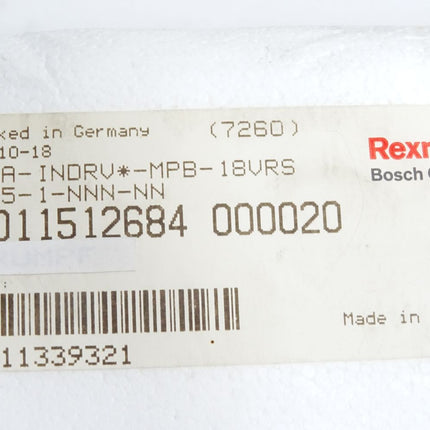 ked in Germany (7260)
10-18
A-INDRV*-MPB-18VRS
5-1-NNN-NN
011512684 000020
RUMPF
:
11339321
Rexr
Bosch
Made in